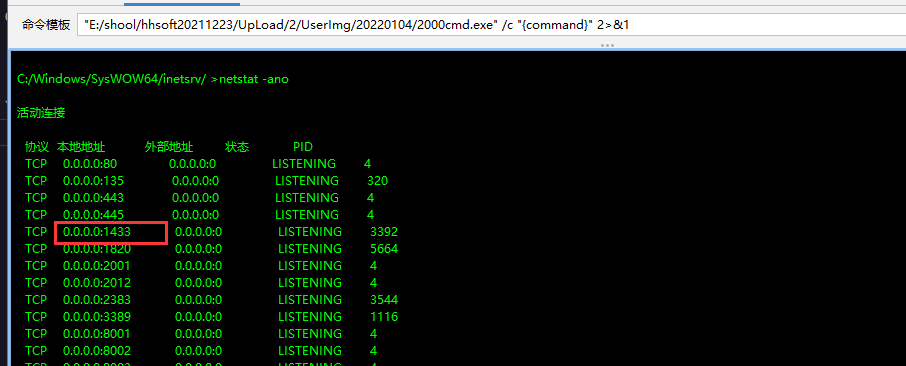 命令模板 "E:/shool/hhsoft20211223/UpLoad/2/UserImg/20220104/2000cmd.exe" /c "{command}" 2>&1
C:/Windows/SysWOW64/inetsrv/ >netstat -ano
活动连接
协议 本地地址 外部地址 状态 PID
TCP 0.0.0.0:80 0.0.0.0:0 LISTENING 4
TCP 0.0.0.0:135 0.0.0.0:0 LISTENING 320
TCP 0.0.0.0:443 0.0.0.0:0 LISTENING 4
TCP 0.0.0.0:445 0.0.0.0:0 LISTENING 4
TCP 0.0.0.0:1433 0.0.0.0:0 LISTENING 3392
TCP 0.0.0.0:1820 0.0.0.0:0 LISTENING 5664
TCP 0.0.0.0:2001 0.0.0.0:0 LISTENING 4
TCP 0.0.0.0:2012 0.0.0.0:0 LISTENING 4
TCP 0.0.0.0:2383 0.0.0.0:0 LISTENING 3544
TCP 0.0.0.0:3389 0.0.0.0:0 LISTENING 1116
TCP 0.0.0.0:8001 0.0.0.0:0 LISTENING 4
TCP 0.0.0.0:8002 0.0.0.0:0 LISTENING 4